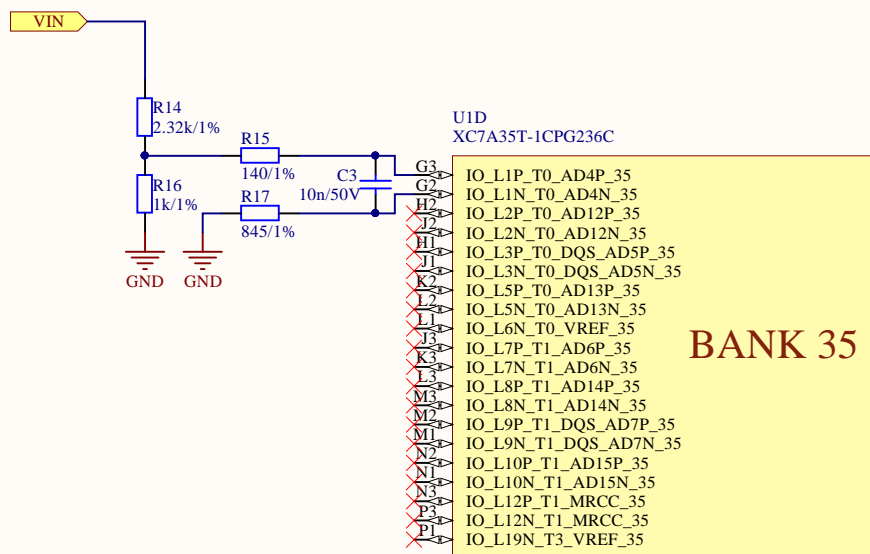 VIN
R14
2.32k/1%
R15
140/1%
R16
1k/1%
R17
845/1%
C3
10n/50V
GND
GND
U1D
XC7A35T-1CPG236C
G3 IO_L1P_T0_AD4P_35
G2 IO_L1N_T0_AD4N_35
H2 IO_L2P_T0_AD12P_35
J2 IO_L2N_T0_AD12N_35
H1 IO_L3P_T0_DQS_AD5P_35
J1 IO_L3N_T0_DQS_AD5N_35
K2 IO_L5P_T0_AD13P_35
L2 IO_L5N_T0_AD13N_35
L1 IO_L6N_T0_VREF_35
J3 IO_L7P_T1_AD6P_35
K3 IO_L7N_T1_AD6N_35
L3 IO_L8P_T1_AD14P_35
M3 IO_L8N_T1_AD14N_35
M2 IO_L9P_T1_DQS_AD7P_35
M1 IO_L9N_T1_DQS_AD7N_35
N2 IO_L10P_T1_AD15P_35
N1 IO_L10N_T1_AD15N_35
N3 IO_L12P_T1_MRCC_35
P3 IO_L12N_T1_MRCC_35
P1 IO_L19N_T3_VREF_35
BANK 35